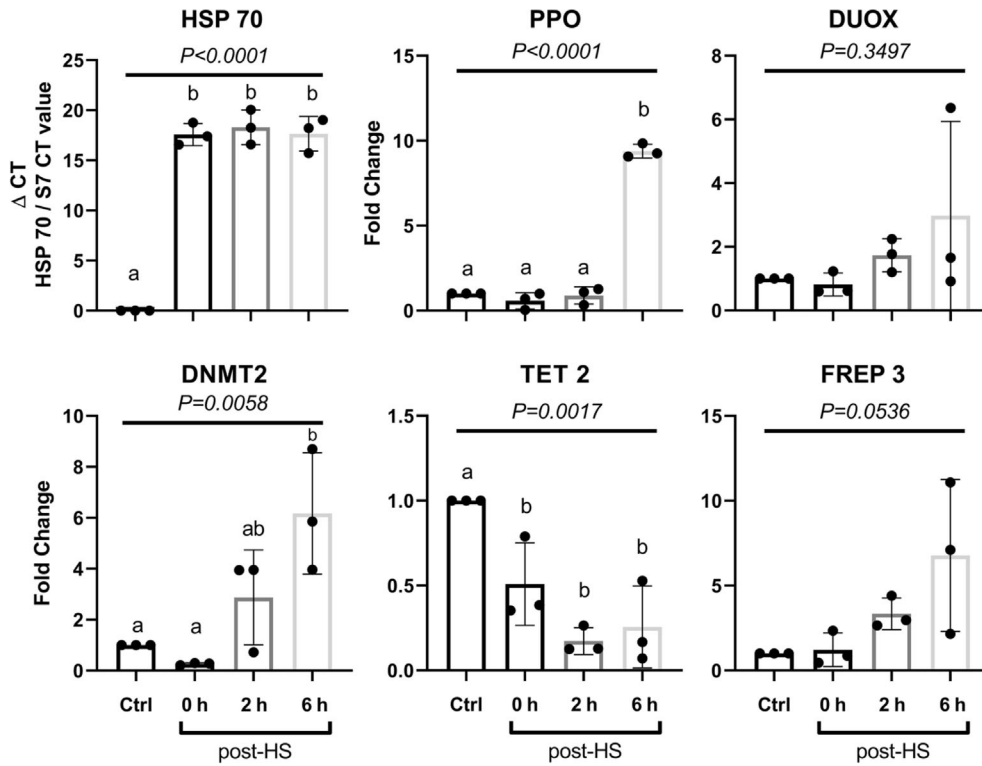 HSP 70
P<0.0001
Δ CT
HSP 70 / S7 CT value
25
20
15
10
5
0
a
b
b
b
PPO
P<0.0001
Fold Change
15
10
5
0
a
a
a
b
DUOX
P=0.3497
8
6
4
2
0
DNMT2
P=0.0058
Fold Change
10
8
6
4
2
0
a
a
ab
b
Ctrl
0 h
2 h
6 h
post-HS
TET 2
P=0.0017
1.5
1.0
0.5
0.0
a
b
b
b
Ctrl
0 h
2 h
6 h
post-HS
FREP 3
P=0.0536
15
10
5
0
Ctrl
0 h
2 h
6 h
post-HS